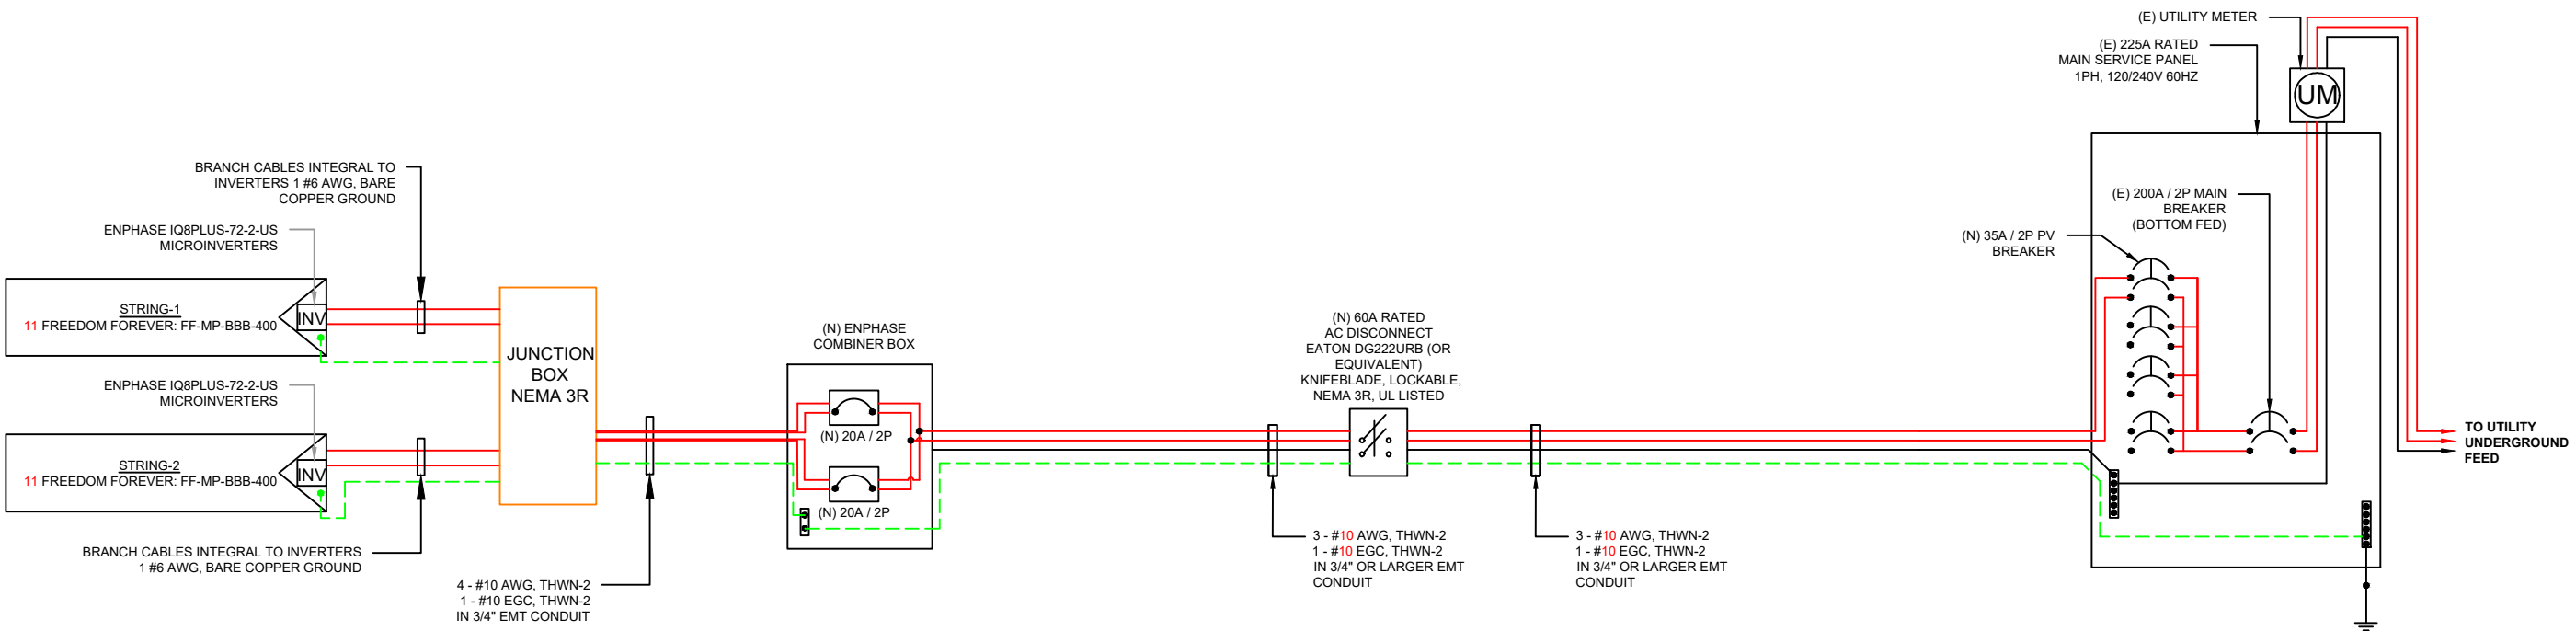 (E) UTILITY METER
(E) 225A RATED
MAIN SERVICE PANEL
1PH, 120/240V 60HZ
UM
BRANCH CABLES INTEGRAL TO
INVERTERS 1 #6 AWG, BARE
COPPER GROUND
ENPHASE IQ8PLUS-72-2-US
MICROINVERTERS
STRING-1
11 FREEDOM FOREVER: FF-MP-BBB-400
INV
ENPHASE IQ8PLUS-72-2-US
MICROINVERTERS
STRING-2
11 FREEDOM FOREVER: FF-MP-BBB-400
INV
BRANCH CABLES INTEGRAL TO INVERTERS
1 #6 AWG, BARE COPPER GROUND
JUNCTION
BOX
NEMA 3R
4 - #10 AWG, THWN-2
1 - #10 EGC, THWN-2
IN 3/4" EMT CONDUIT
(N) ENPHASE
COMBINER BOX
(N) 20A / 2P
(N) 20A / 2P
(N) 60A RATED
AC DISCONNECT
EATON DG222URB (OR
EQUIVALENT)
KNIFEBLADE, LOCKABLE,
NEMA 3R, UL LISTED
3 - #10 AWG, THWN-2
1 - #10 EGC, THWN-2
IN 3/4" OR LARGER EMT
CONDUIT
3 - #10 AWG, THWN-2
1 - #10 EGC, THWN-2
IN 3/4" OR LARGER EMT
CONDUIT
(N) 35A / 2P PV
BREAKER
(E) 200A / 2P MAIN
BREAKER
(BOTTOM FED)
TO UTILITY
UNDERGROUND
FEED